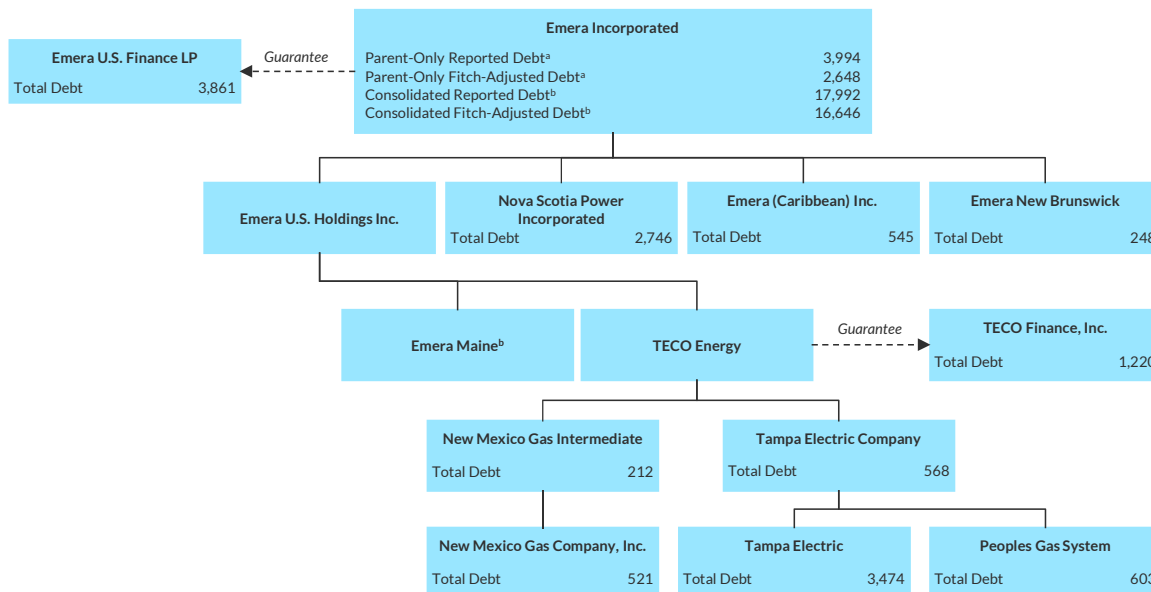 Emera Incorporated
Parent-Only Reported Debtᵃ 3,994
Parent-Only Fitch-Adjusted Debtᵃ 2,648
Consolidated Reported Debtᵇ 17,992
Consolidated Fitch-Adjusted Debtᵇ 16,646
Emera U.S. Finance LP
Total Debt 3,861
Guarantee
Emera U.S. Holdings Inc.
Nova Scotia Power
Incorporated
Total Debt 2,746
Emera (Caribbean) Inc.
Total Debt 545
Emera New Brunswick
Total Debt 248
Emera Maineᵇ
TECO Energy
Guarantee
TECO Finance, Inc.
Total Debt 1,220
New Mexico Gas Intermediate
Total Debt 212
Tampa Electric Company
Total Debt 568
New Mexico Gas Company, Inc.
Total Debt 521
Tampa Electric
Total Debt 3,474
Peoples Gas System
Total Debt 603